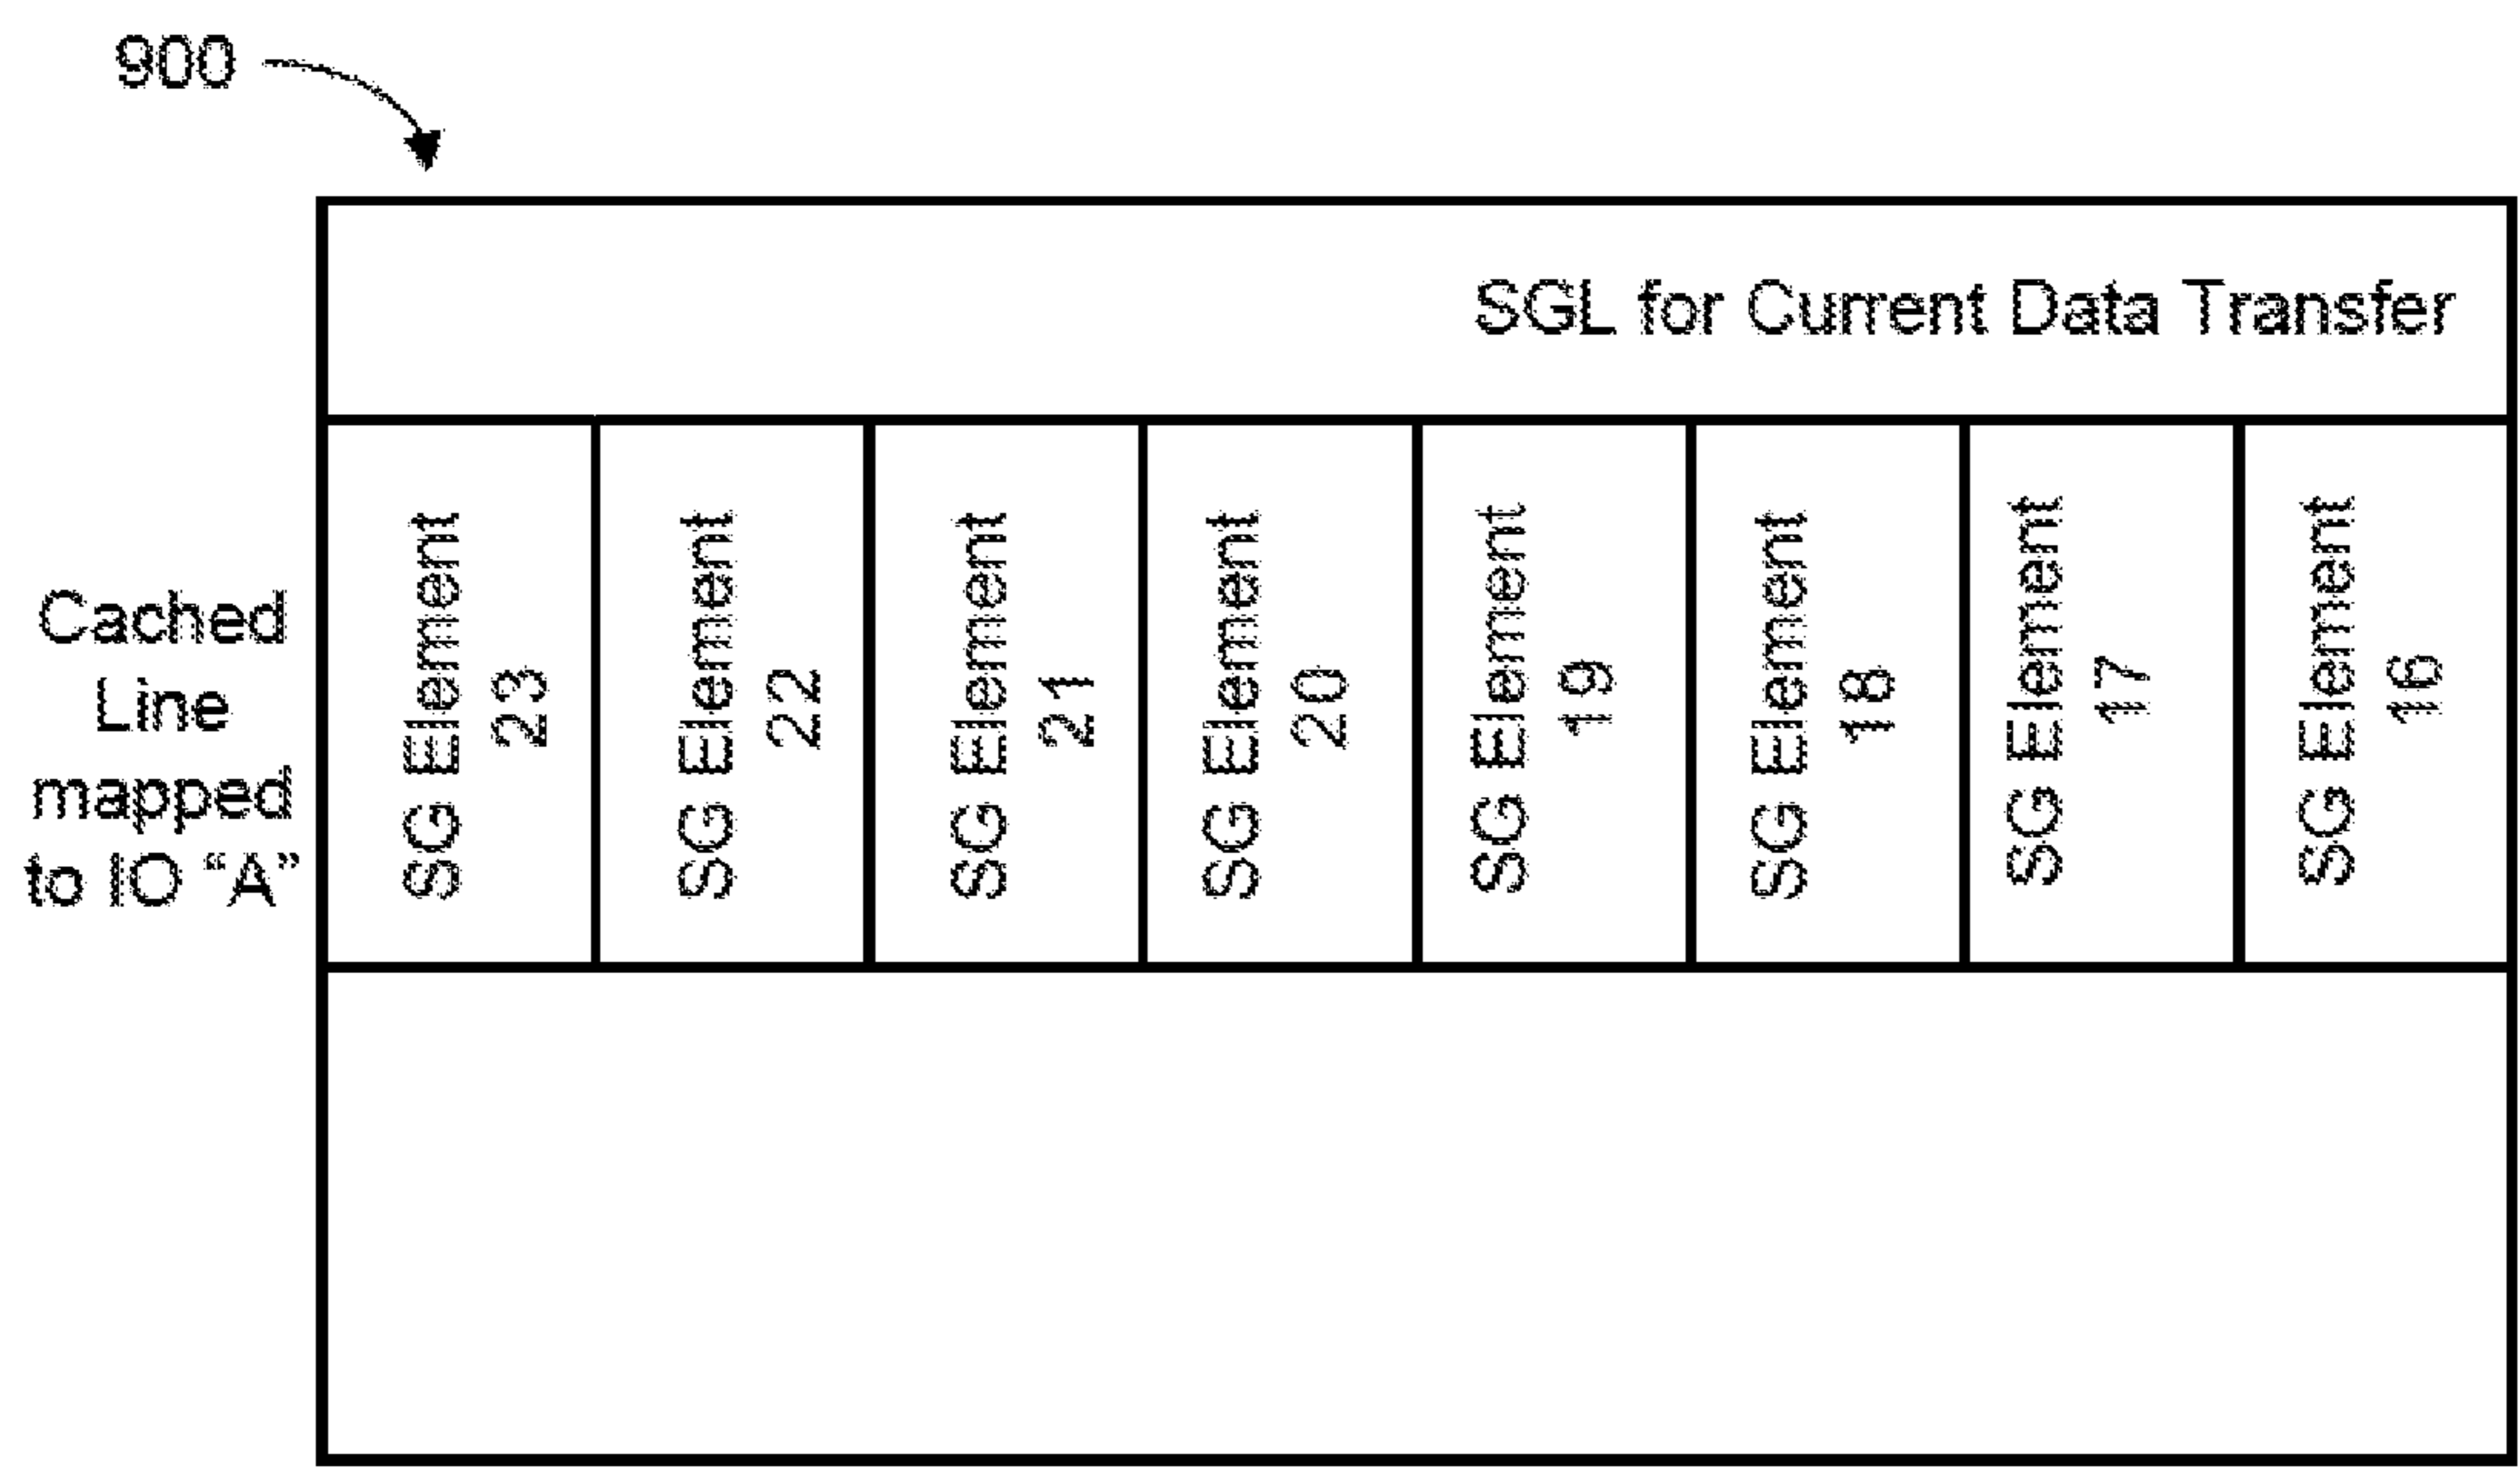 900
SGL for Current Data Transfer
Cached
Line
mapped
to IO “A”
SG Element
23
SG Element
22
SG Element
21
SG Element
20
SG Element
19
SG Element
18
SG Element
17
SG Element
16